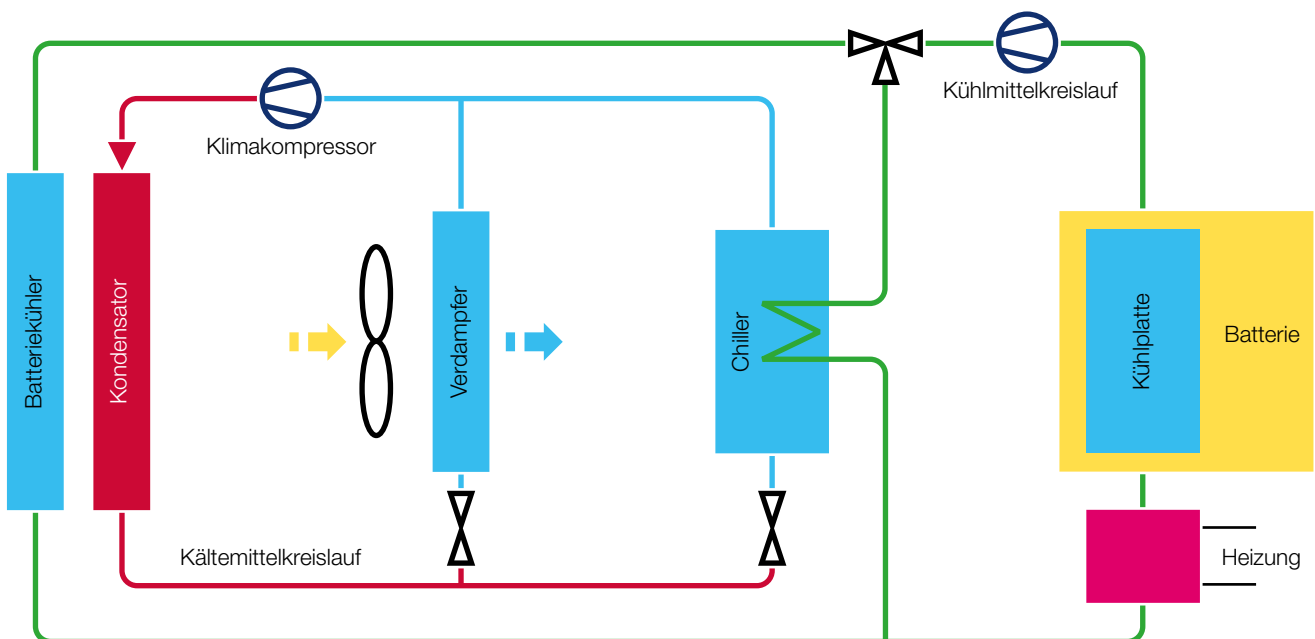 Kühlmittelkreislauf
Klimakompressor
Batteriekühler
Kondensator
Verdampfer
Chiller
Kühlplatte
Batterie
Kältemittelkreislauf
Heizung